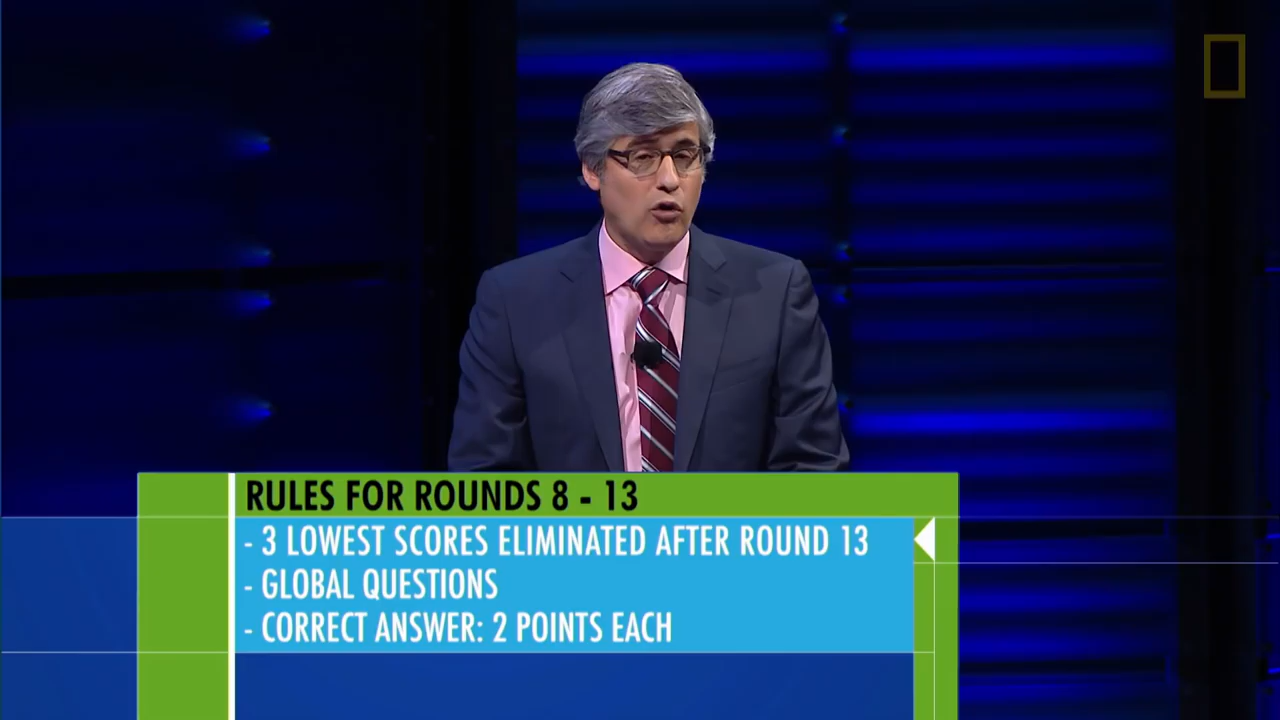 RULES FOR ROUNDS 8 - 13
- 3 LOWEST SCORES ELIMINATED AFTER ROUND 13
- GLOBAL QUESTIONS
- CORRECT ANSWER: 2 POINTS EACH